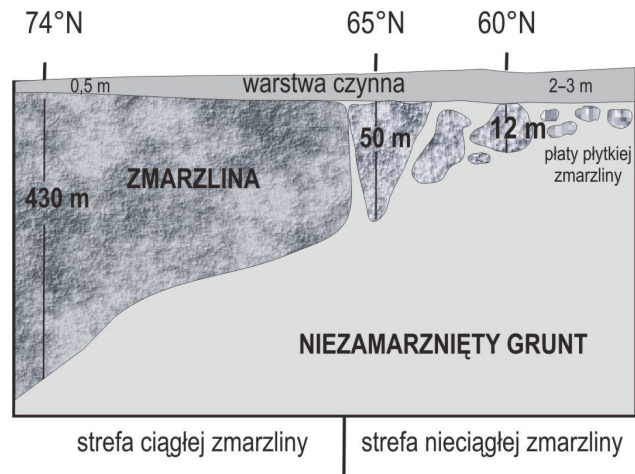 74°N 65°N 60°N
0,5 m warstwa czynna 2–3 m
50 m 12 m
płaty płytkiej
zmarzliny
ZMARZLINA
430 m
NIEZAMARZNIĘTY GRUNT
strefa ciągłej zmarzliny strefa nieciągłej zmarzliny